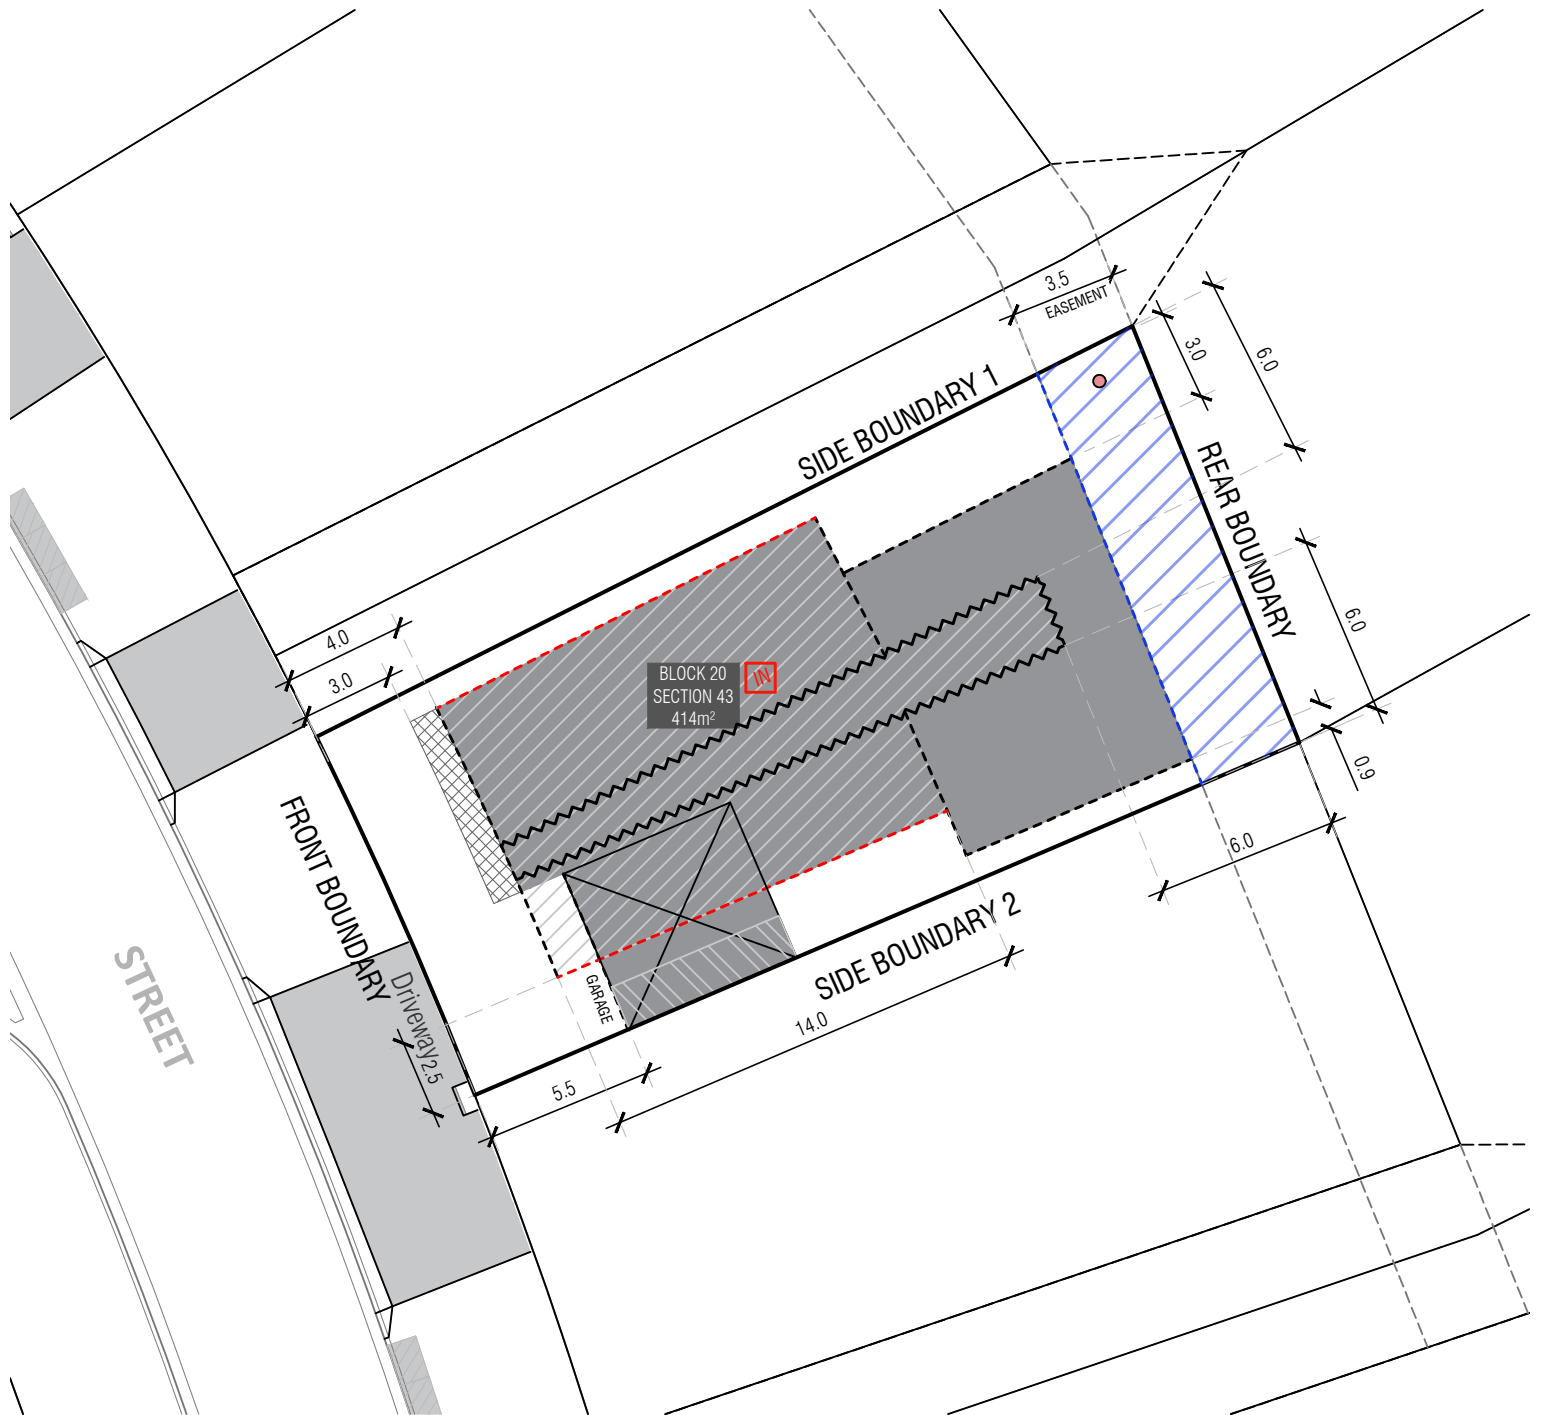 3.5
EASEMENT
3.0
6.0
SIDE BOUNDARY 1
REAR BOUNDARY
4.0
3.0
BLOCK 20
SECTION 43
414m²
IN
6.0
0.9
6.0
FRONT BOUNDARY
STREET
Driveway
2.5
GARAGE
SIDE BOUNDARY 2
14.0
5.5